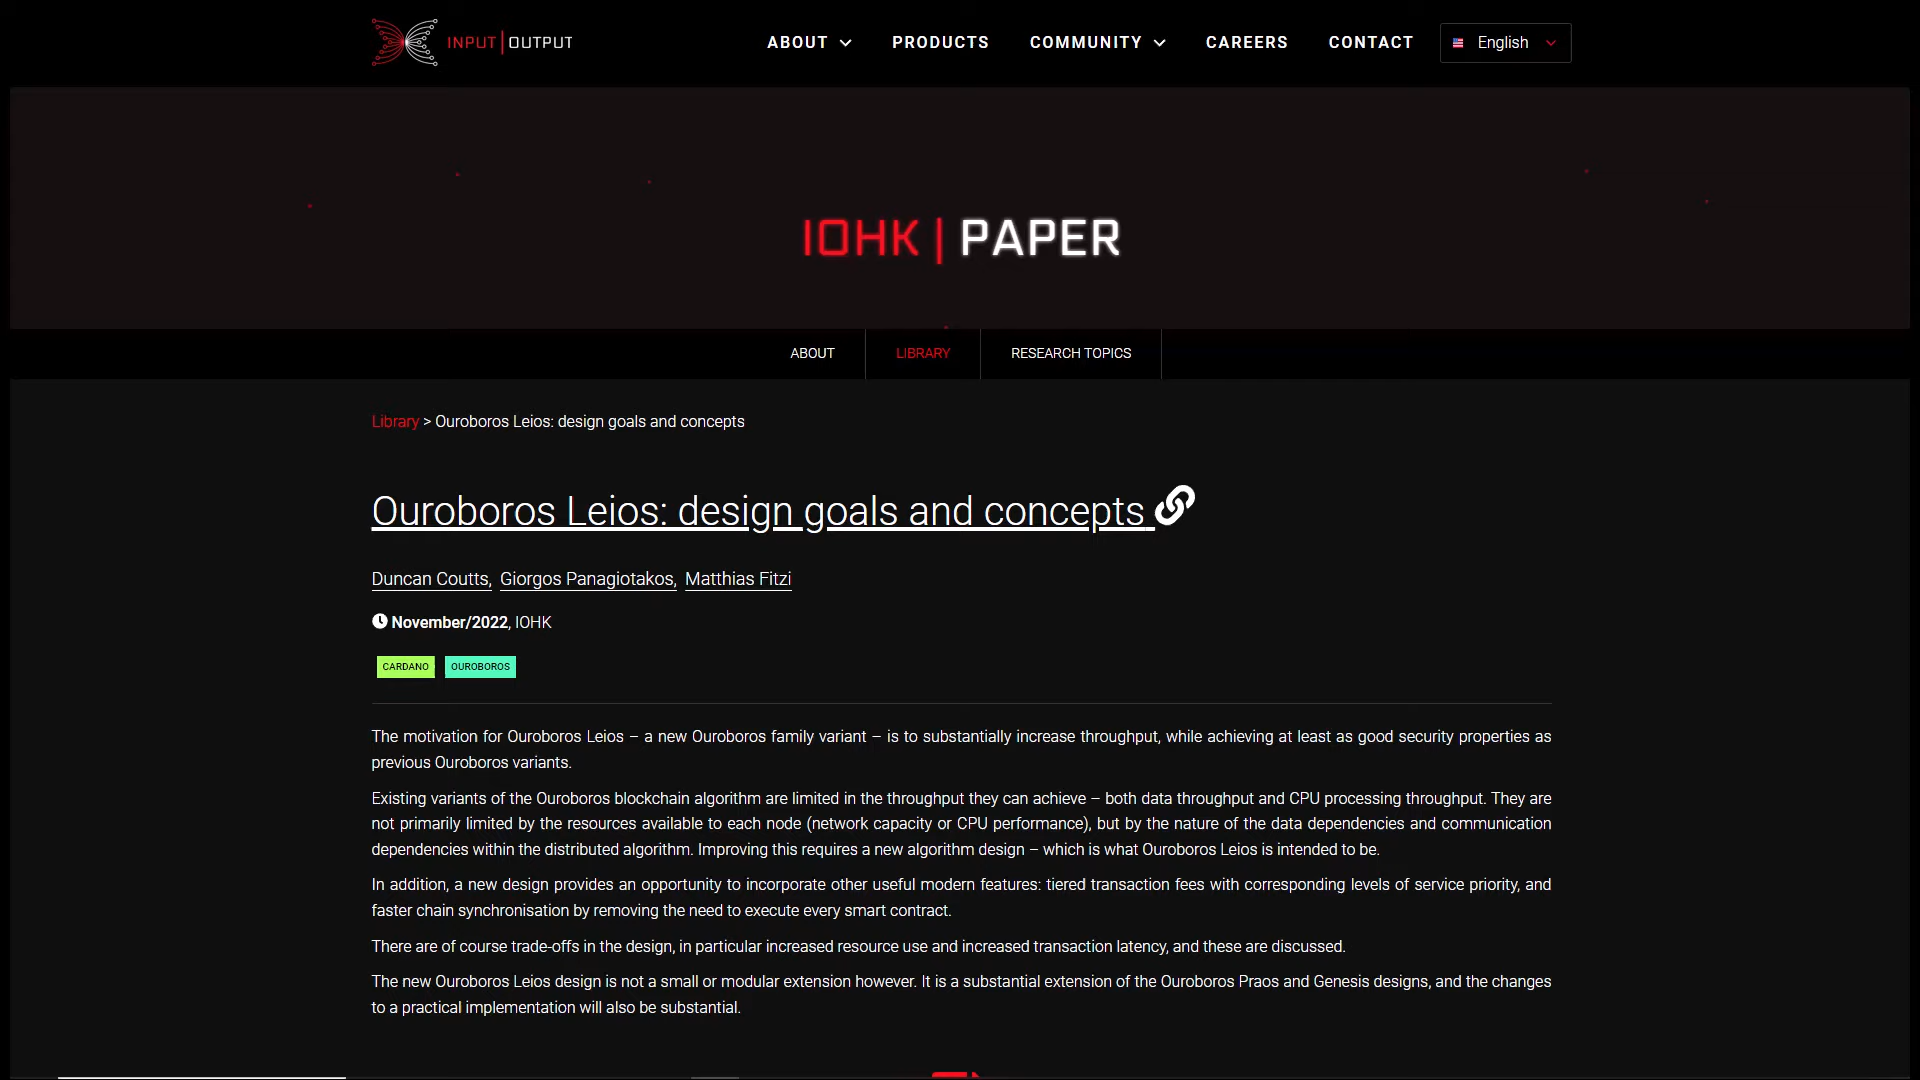 INPUT|OUTPUT
ABOUT PRODUCTS COMMUNITY CAREERS CONTACT English
IOHK | PAPER
ABOUT LIBRARY RESEARCH TOPICS
Library > Ouroboros Leios: design goals and concepts
Ouroboros Leios: design goals and concepts
Duncan Coutts, Giorgos Panagiotakos, Matthias Fitzi
November/2022, IOHK
CARDANO OUROBOROS
The motivation for Ouroboros Leios – a new Ouroboros family variant – is to substantially increase throughput, while achieving at least as good security properties as
previous Ouroboros variants.
Existing variants of the Ouroboros blockchain algorithm are limited in the throughput they can achieve – both data throughput and CPU processing throughput. They are
not primarily limited by the resources available to each node (network capacity or CPU performance), but by the nature of the data dependencies and communication
dependencies within the distributed algorithm. Improving this requires a new algorithm design – which is what Ouroboros Leios is intended to be.
In addition, a new design provides an opportunity to incorporate other useful modern features: tiered transaction fees with corresponding levels of service priority, and
faster chain synchronisation by removing the need to execute every smart contract.
There are of course trade-offs in the design, in particular increased resource use and increased transaction latency, and these are discussed.
The new Ouroboros Leios design is not a small or modular extension however. It is a substantial extension of the Ouroboros Praos and Genesis designs, and the changes
to a practical implementation will also be substantial.